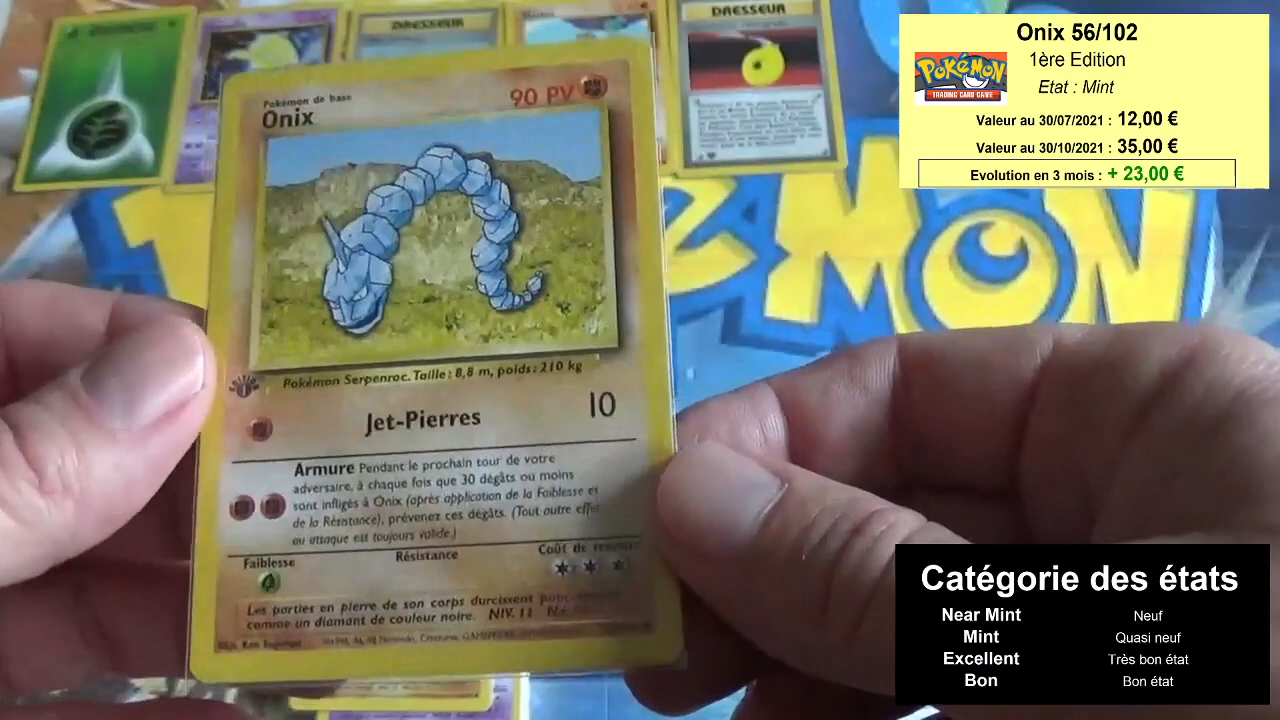 DRESSEUR
DRESSEUR
Pokémon de base
Onix
90 PV
Pokémon Serpenroc. Taille: 8,8 m, poids: 210 kg
Jet-Pierres
10
Armure Pendant le prochain tour de votre
adversaire, à chaque fois que 30 dégâts ou moins
sont infligés à Onix (après application de la Faiblesse et
de la Résistance), prévenez ces dégâts. (Tout autre effet
ou attaque est toujours valide.)
Faiblesse
Résistance
Coût de
Les parties en pierre de son corps durcissent
comme un diamant de couleur noire. NIV. 12
Onix 56/102
Pokémon
TRADING CARD GAME
1ère Edition
Etat : Mint
Valeur au 30/07/2021 : 12,00 €
Valeur au 30/10/2021 : 35,00 €
Evolution en 3 mois : + 23,00 €
POKÉMON
Catégorie des états
Near Mint Neuf
Mint Quasi neuf
Excellent Très bon état
Bon Bon état